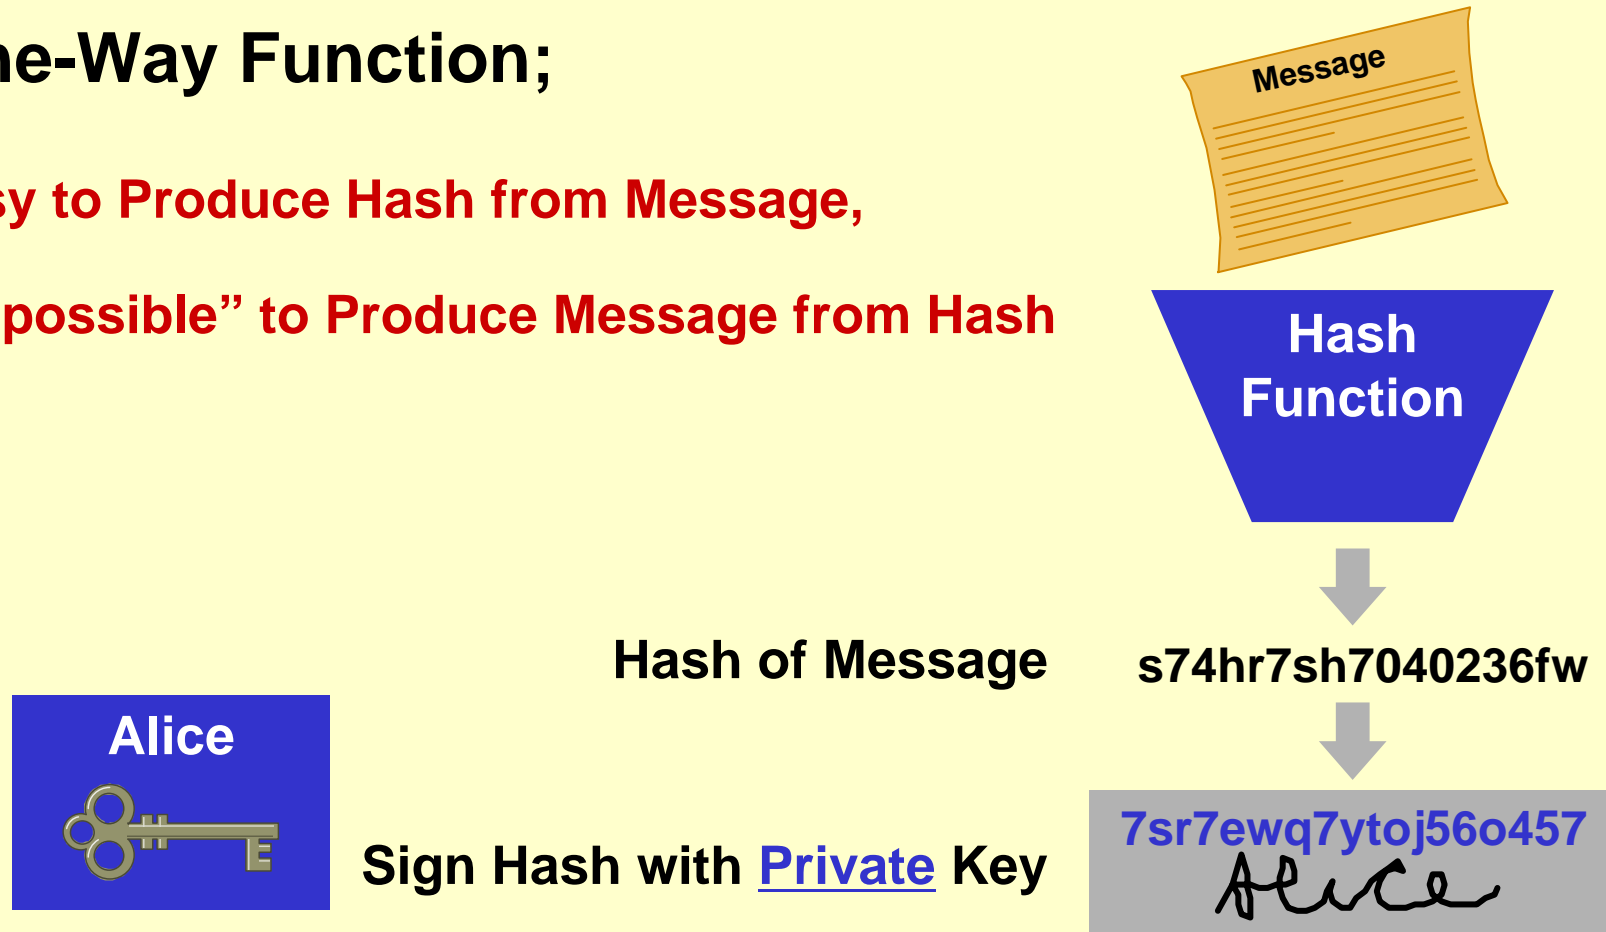 ne-Way Function;
Message
sy to Produce Hash from Message,
possible” to Produce Message from Hash
Hash
Function
Hash of Message
s74hr7sh7040236fw
Alice
7sr7ewq7ytoj56o457
Sign Hash with Private Key
Alice